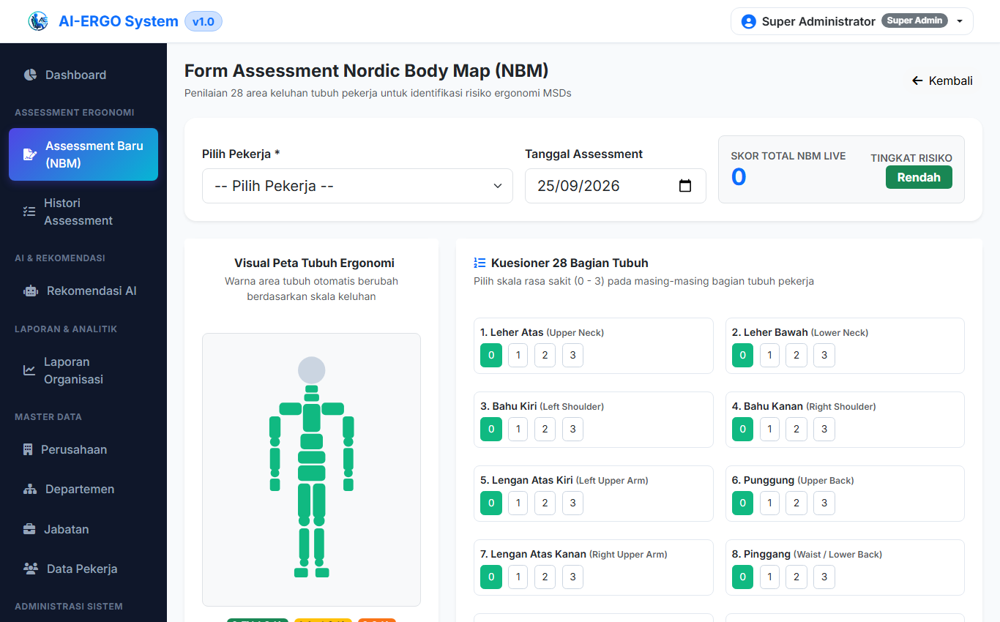 AI-ERGO System v1.0
Super Administrator Super Admin
Dashboard
ASSESSMENT ERGONOMI
Assessment Baru
(NBM)
Histori
Assessment
AI & REKOMENDASI
Rekomendasi AI
LAPORAN & ANALITIK
Laporan
Organisasi
MASTER DATA
Perusahaan
Departemen
Jabatan
Data Pekerja
ADMINISTRASI SISTEM
Form Assessment Nordic Body Map (NBM)
Penilaian 28 area keluhan tubuh pekerja untuk identifikasi risiko ergonomi MSDs
Kembali
Pilih Pekerja *
-- Pilih Pekerja --
Tanggal Assessment
25/09/2026
SKOR TOTAL NBM LIVE
0
TINGKAT RISIKO
Rendah
Visual Peta Tubuh Ergonomi
Warna area tubuh otomatis berubah
berdasarkan skala keluhan
Kuesioner 28 Bagian Tubuh
Pilih skala rasa sakit (0 - 3) pada masing-masing bagian tubuh pekerja
1. Leher Atas (Upper Neck)
0 1 2 3
2. Leher Bawah (Lower Neck)
0 1 2 3
3. Bahu Kiri (Left Shoulder)
0 1 2 3
4. Bahu Kanan (Right Shoulder)
0 1 2 3
5. Lengan Atas Kiri (Left Upper Arm)
0 1 2 3
6. Punggung (Upper Back)
0 1 2 3
7. Lengan Atas Kanan (Right Upper Arm)
0 1 2 3
8. Pinggang (Waist / Lower Back)
0 1 2 3